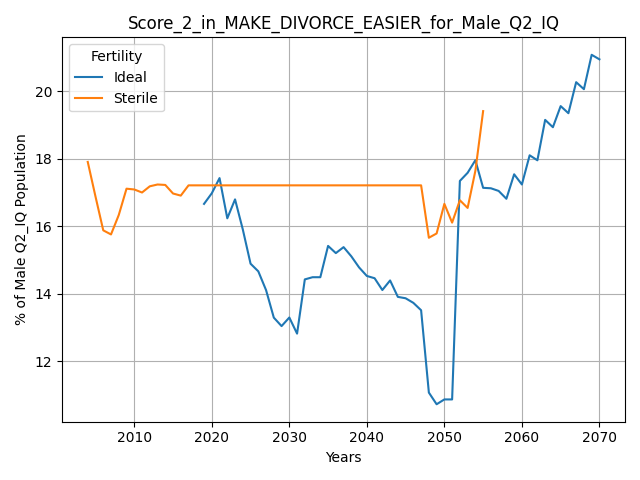 Score_2_in_MAKE_DIVORCE_EASIER_for_Male_Q2_IQ
Fertility
Ideal
Sterile
% of Male Q2_IQ Population
20
18
16
14
12
2010 2020 2030 2040 2050 2060 2070
Years